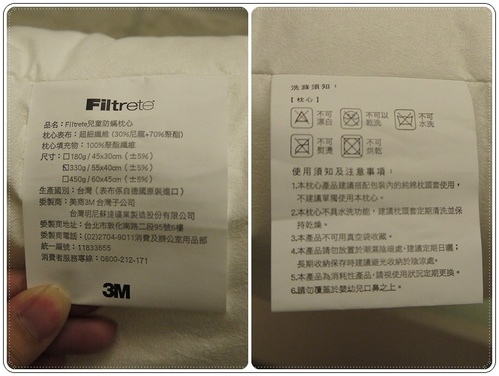 Filtrete
品名：Filtrete兒童防蹣枕心
枕心表布：超細纖維 (30%尼龍+70%聚酯)
枕心填充物：100%聚酯纖維
尺寸：□180g/ 45x30cm (±5%)
☒330g/ 55x40cm (±5%)
□450g/ 60x45cm (±5%)
生產國別：台灣 (表布係自德國原裝進口)
委製商：美商3M台灣子公司
台灣明尼蘇達礦業製造股份有限公司
委製商地址：台北市敦化南路二段95號6樓
委製商電話：(02)2704-9011消費及辦公室用品部
統一編號：11833655
消費者服務專線：0800-212-171
3M
洗滌須知：
【枕心】
不可漂白 不可以乾洗 不可水洗
不可熨燙 不可烘乾
使用須知及注意事項：
1.本枕心產品建議搭配包裝內的純綿枕頭套使用，
不建議單獨使用本枕心。
2.本枕心不具水洗功能，建議枕頭套定期清洗並保
持乾燥。
3.本產品不可用真空袋收藏。
4.本產品請勿放置於潮濕陰暗處，建議定期日曬；
長期收納保存時建議避光收納於陰涼處。
5.本產品為消耗性產品，請視使用狀況定期更換。
6.請勿覆蓋於嬰幼兒口鼻之上。